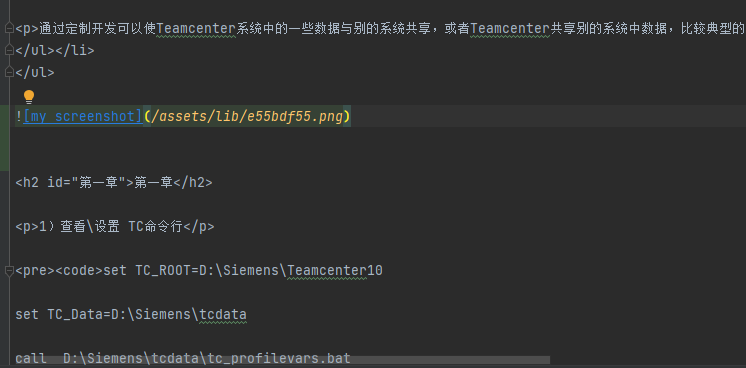 <p>通过定制开发可以使Teamcenter系统中的一些数据与别的系统共享，或者Teamcenter共享别的系统中数据，比较典型的
</ul></li>
</ul>
![my screenshot](/assets/lib/e55bdf55.png)
<h2 id="第一章">第一章</h2>
<p>1）查看\设置 TC命令行</p>
<pre><code>set TC_ROOT=D:\Siemens\Teamcenter10
set TC_Data=D:\Siemens\tcdata
call  D:\Siemens\tcdata\tc_profilevars.bat